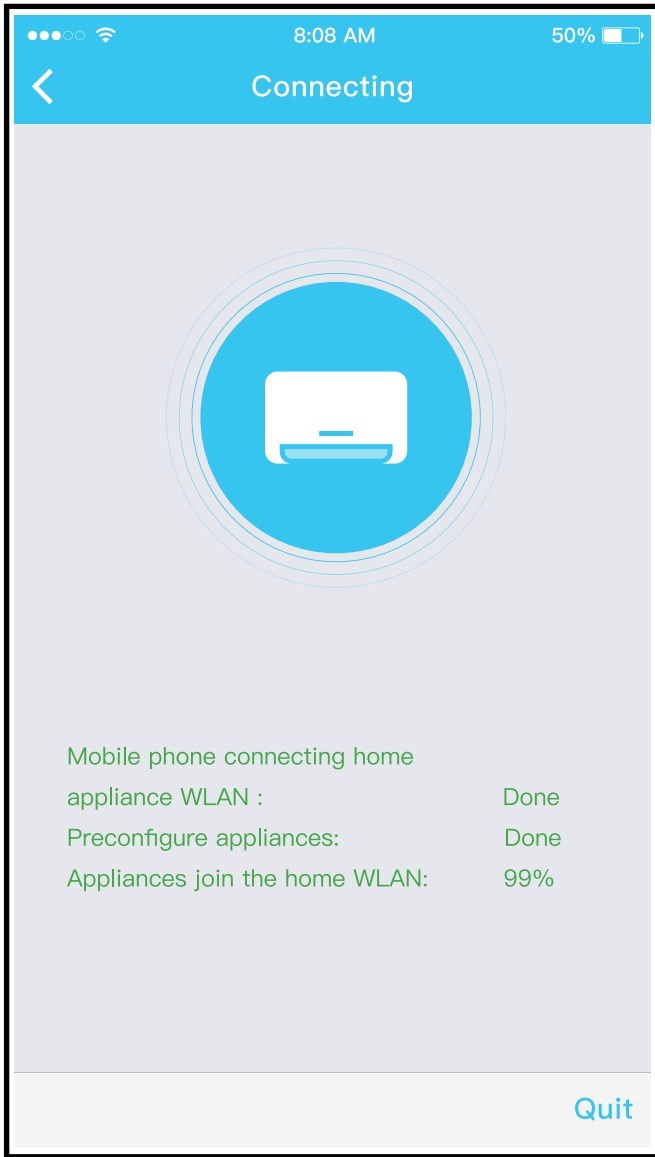 8:08 AM 50%
Connecting
Mobile phone connecting home
appliance WLAN : Done
Preconfigure appliances: Done
Appliances join the home WLAN: 99%
Quit